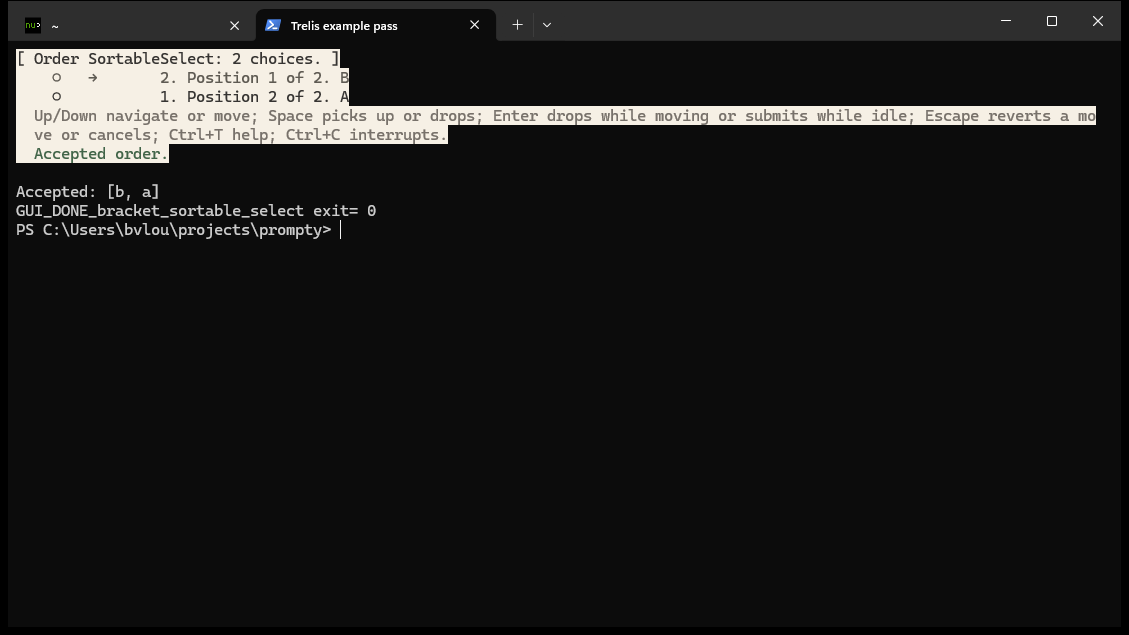 nu> ~
Trelis example pass
[ Order SortableSelect: 2 choices. ]
○ → 2. Position 1 of 2. B
○ 1. Position 2 of 2. A
Up/Down navigate or move; Space picks up or drops; Enter drops while moving or submits while idle; Escape reverts a mo
ve or cancels; Ctrl+T help; Ctrl+C interrupts.
Accepted order.
Accepted: [b, a]
GUI_DONE_bracket_sortable_select exit= 0
PS C:\Users\bvlou\projects\prompty>